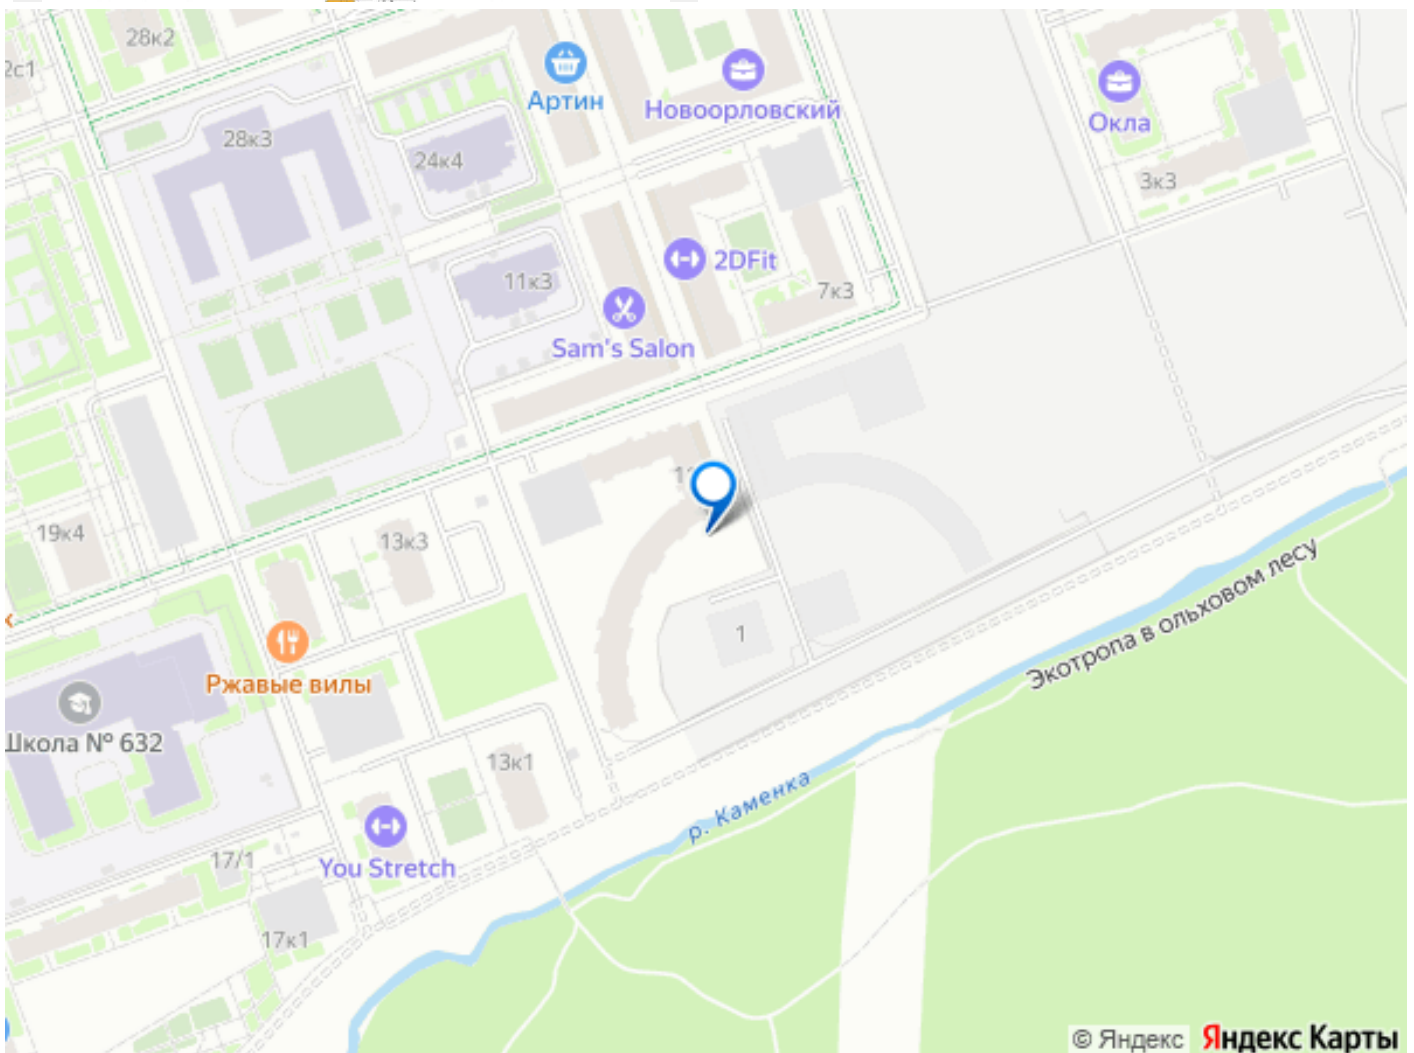 28к2
2с1
Артин
Новоорловский
Окла
28к3
24к4
3к3
2DFit
11к3
7к3
Sam's Salon
19к4
13к3
1
Экотропа в ольховом лесу
Ржавые вилы
Школа № 632
13к1
р. Каменка
17/1
You Stretch
17к1
© Яндекс Яндекс Карты